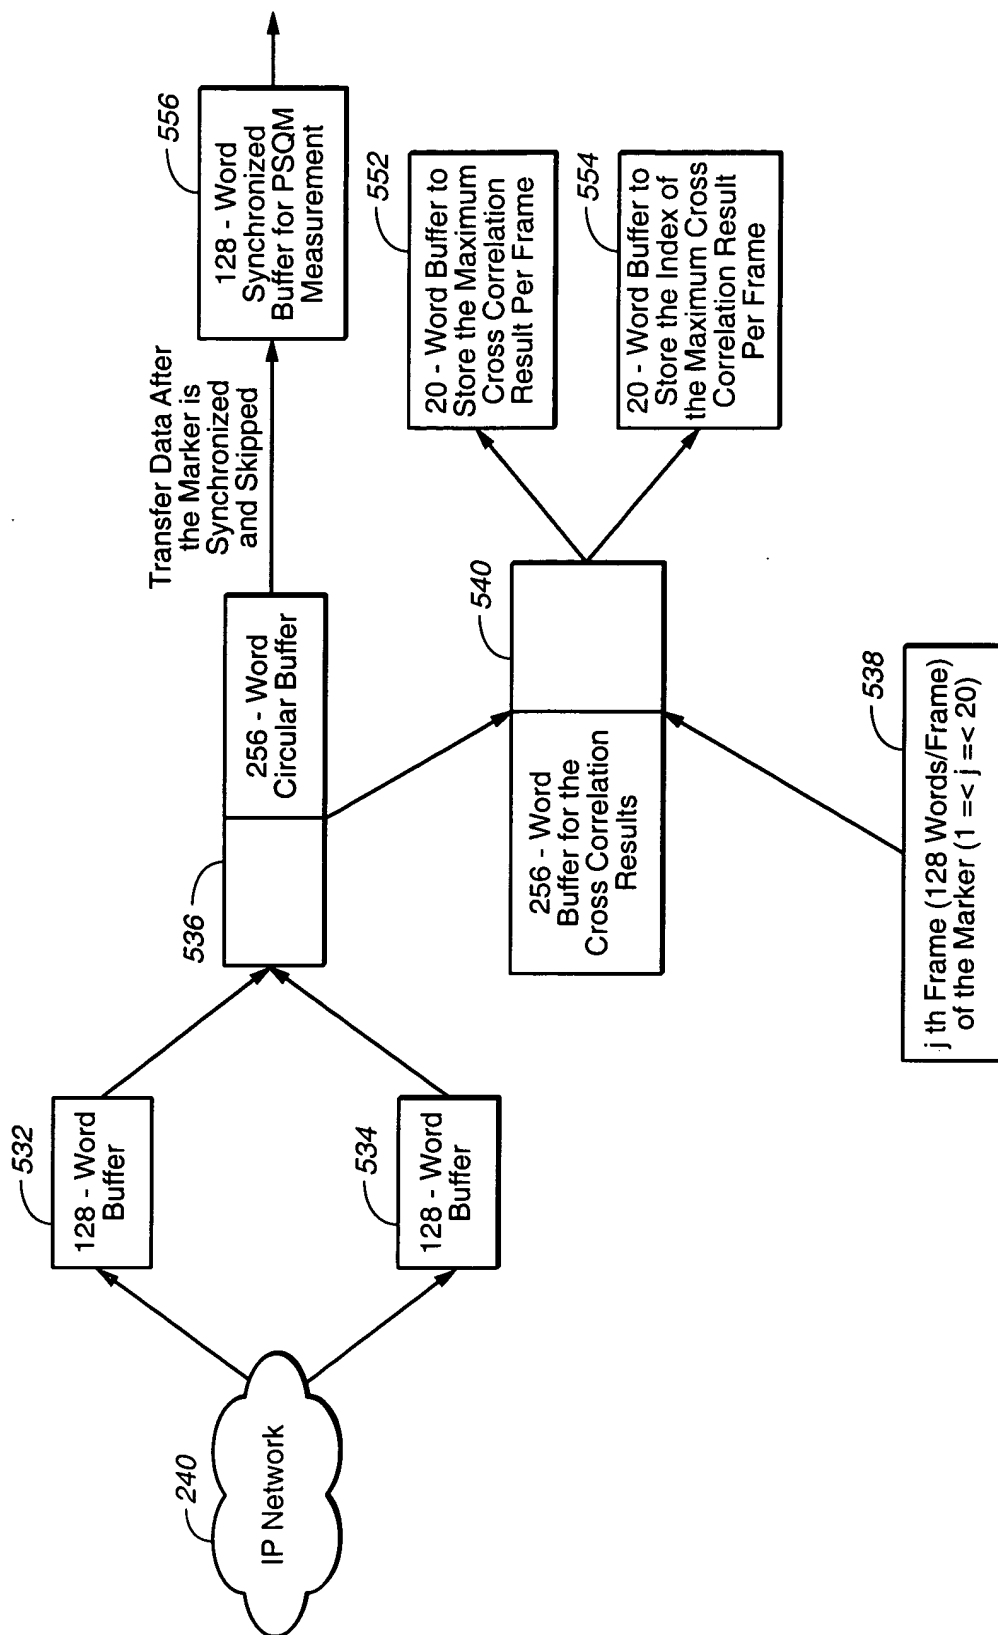 240
IP Network
532
128 - Word
Buffer
534
128 - Word
Buffer
536
256 - Word
Circular Buffer
Transfer Data After
the Marker is
Synchronized
and Skipped
556
128 - Word
Synchronized
Buffer for PSQM
Measurement
540
256 - Word
Buffer for the
Cross Correlation
Results
552
20 - Word Buffer to
Store the Maximum
Cross Correlation
Result Per Frame
554
20 - Word Buffer to
Store the Index of
the Maximum Cross
Correlation Result
Per Frame
538
j th Frame (128 Words/Frame)
of the Marker (1 =< j =< 20)